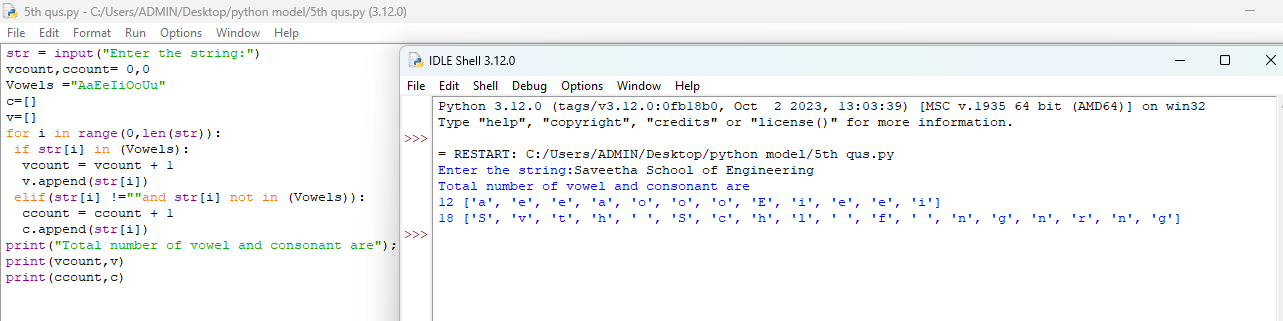 5th qus.py - C:/Users/ADMIN/Desktop/python model/5th qus.py (3.12.0)
File Edit Format Run Options Window Help
str = input("Enter the string:")
vcount,ccount= 0,0
Vowels ="AaEeIiOoUu"
c=[]
v=[]
for i in range(0,len(str)):
 if str[i] in (Vowels):
  vcount = vcount + 1
  v.append(str[i])
 elif(str[i] !=""and str[i] not in (Vowels)):
  ccount = ccount + 1
  c.append(str[i])
print("Total number of vowel and consonant are");
print(vcount,v)
print(ccount,c)
IDLE Shell 3.12.0
File Edit Shell Debug Options Window Help
Python 3.12.0 (tags/v3.12.0:0fb18b0, Oct  2 2023, 13:03:39) [MSC v.1935 64 bit (AMD64)] on win32
Type "help", "copyright", "credits" or "license()" for more information.
>>>
= RESTART: C:/Users/ADMIN/Desktop/python model/5th qus.py
Enter the string:Saveetha School of Engineering
Total number of vowel and consonant are
12 ['a', 'e', 'e', 'a', 'o', 'o', 'o', 'E', 'i', 'e', 'e', 'i']
18 ['S', 'v', 't', 'h', ' ', 'S', 'c', 'h', 'l', ' ', 'f', ' ', 'n', 'g', 'n', 'r', 'n', 'g']
>>>